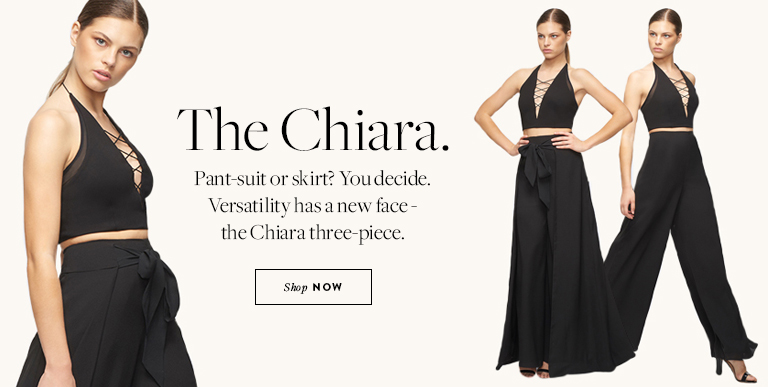 The Chiara.
Pant-suit or skirt? You decide.
Versatility has a new face -
the Chiara three-piece.
Shop NOW